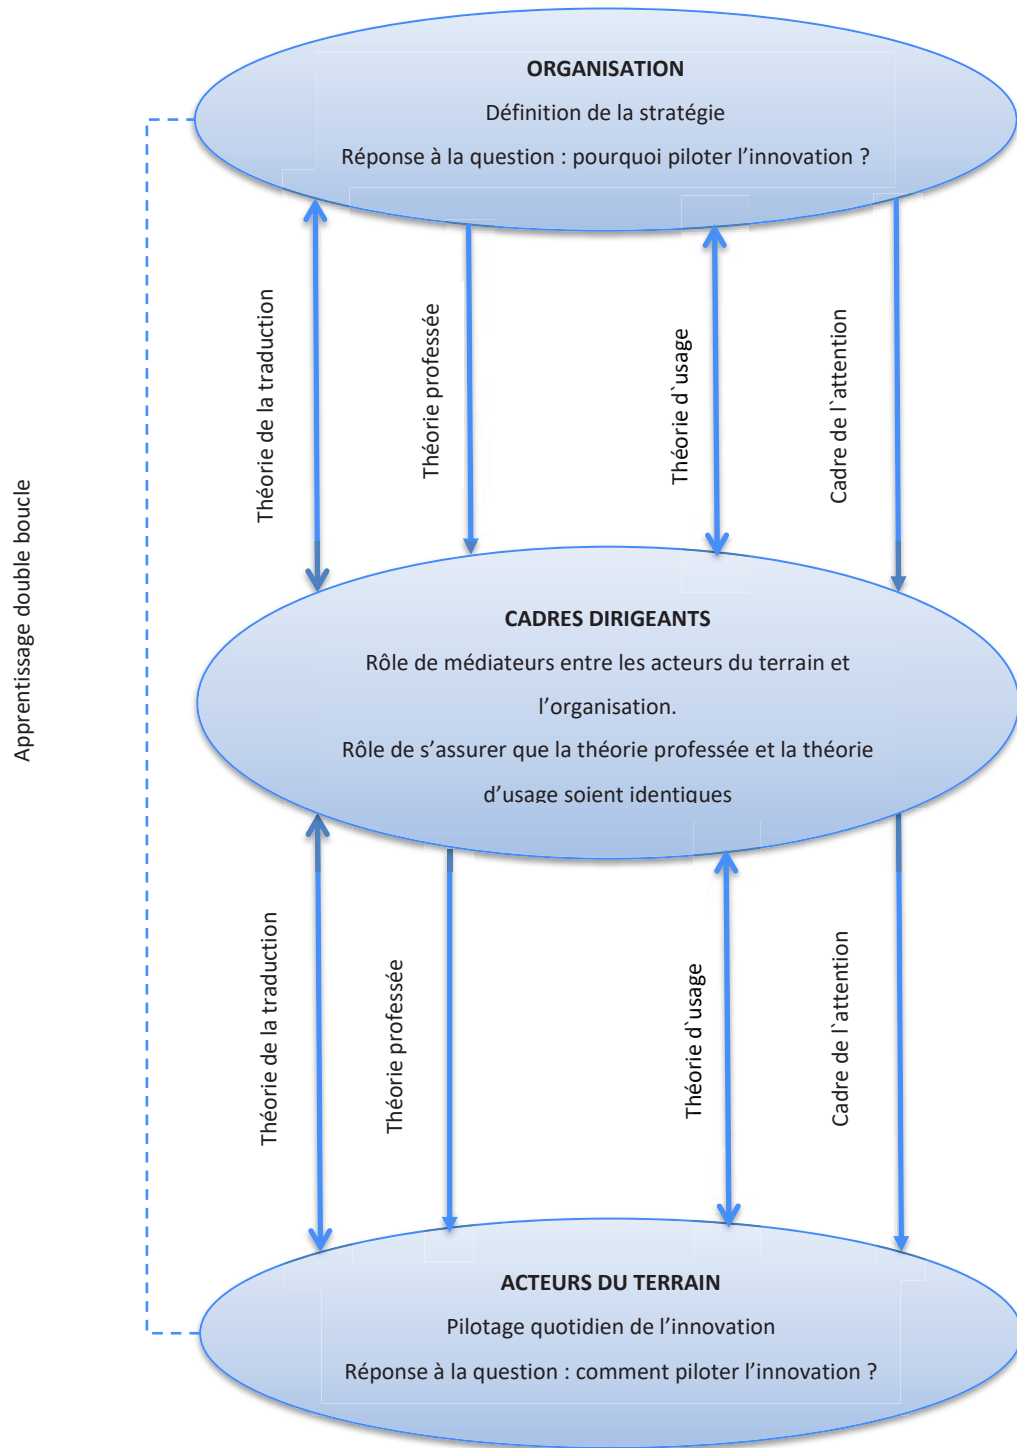 ORGANISATION
Définition de la stratégie
Réponse à la question : pourquoi piloter l’innovation ?
Théorie de la traduction
Théorie professée
Théorie d`usage
Cadre de l`attention
Apprentissage double boucle
CADRES DIRIGEANTS
Rôle de médiateurs entre les acteurs du terrain et
l’organisation.
Rôle de s’assurer que la théorie professée et la théorie
d’usage soient identiques
Théorie de la traduction
Théorie professée
Théorie d`usage
Cadre de l`attention
ACTEURS DU TERRAIN
Pilotage quotidien de l’innovation
Réponse à la question : comment piloter l’innovation ?